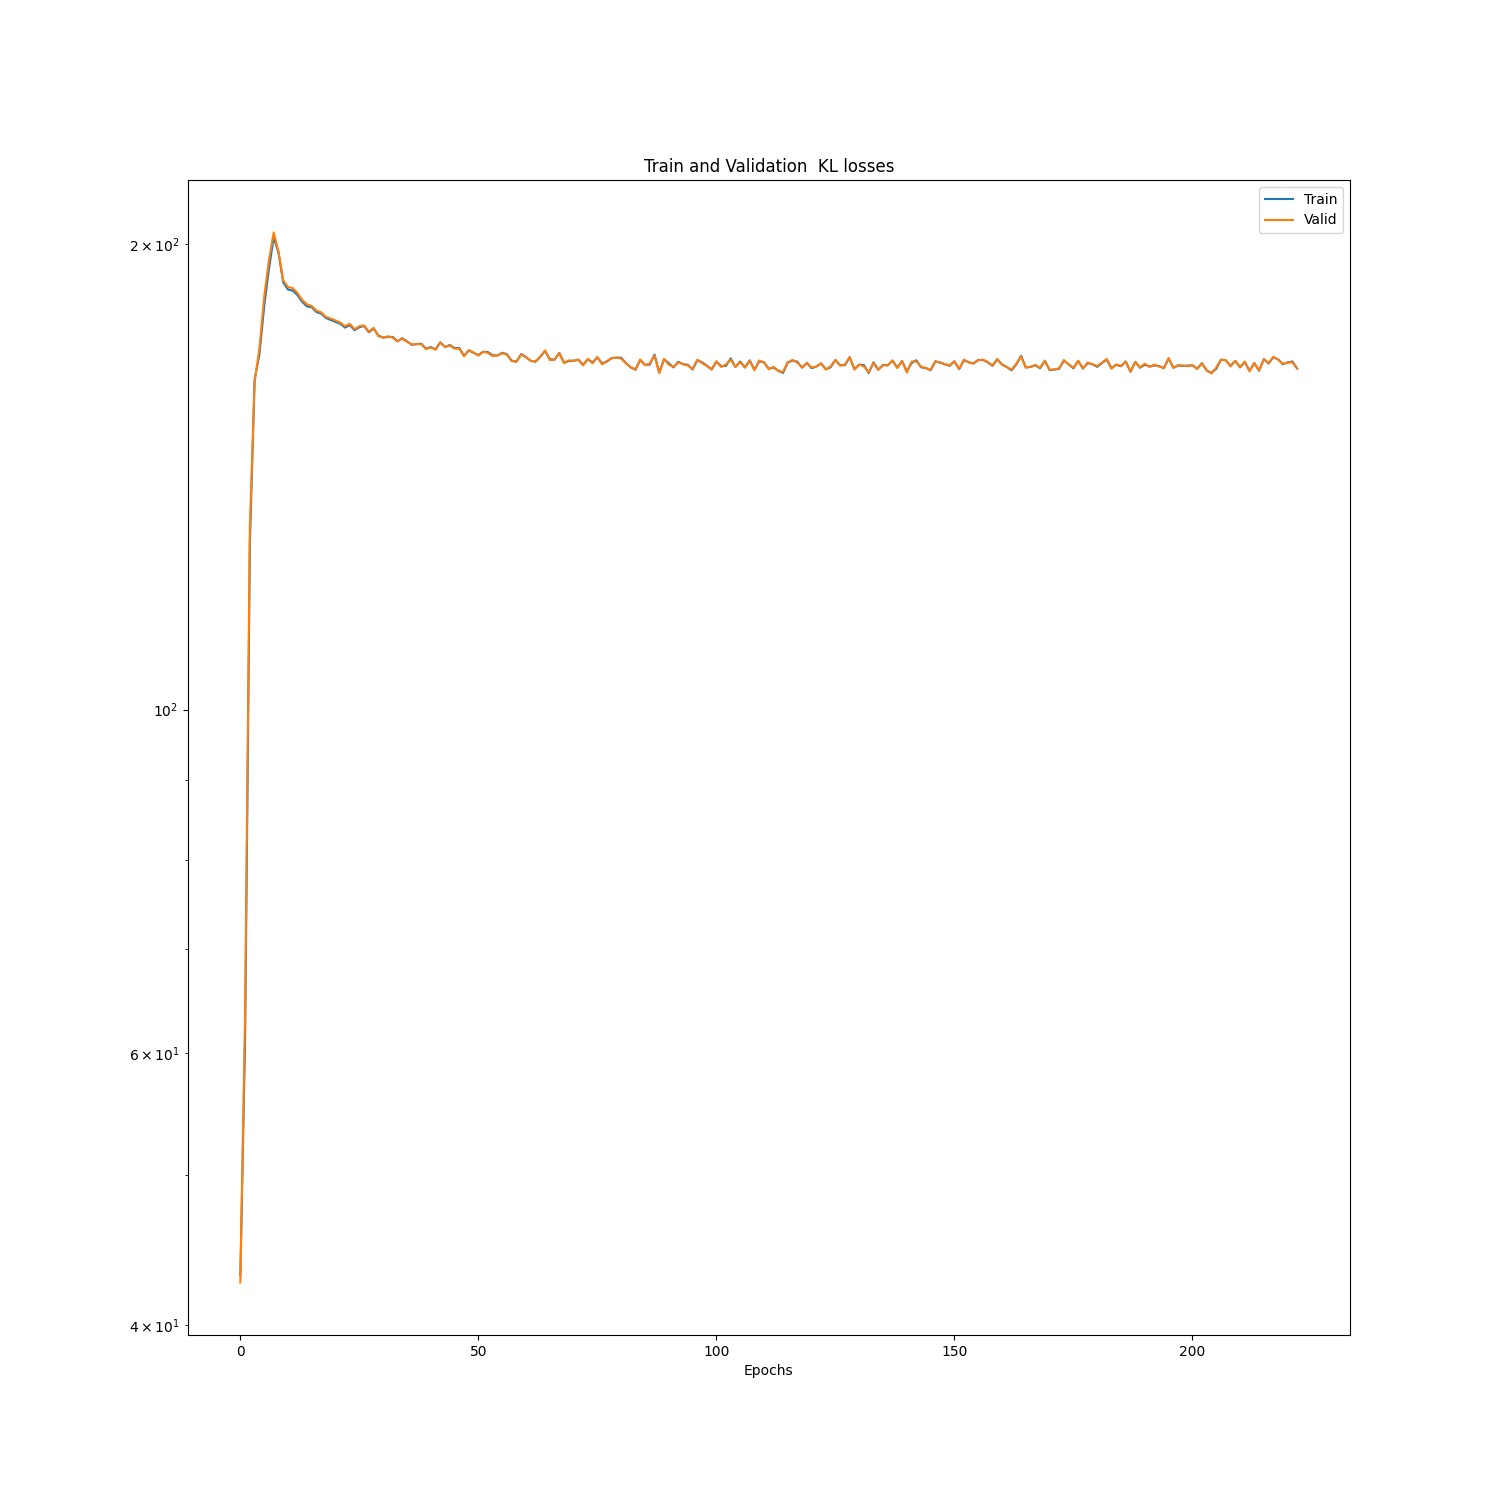 Train and Validation  KL losses
Train
Valid
2 × 10²
10²
6 × 10¹
4 × 10¹
0 50 100 150 200
Epochs